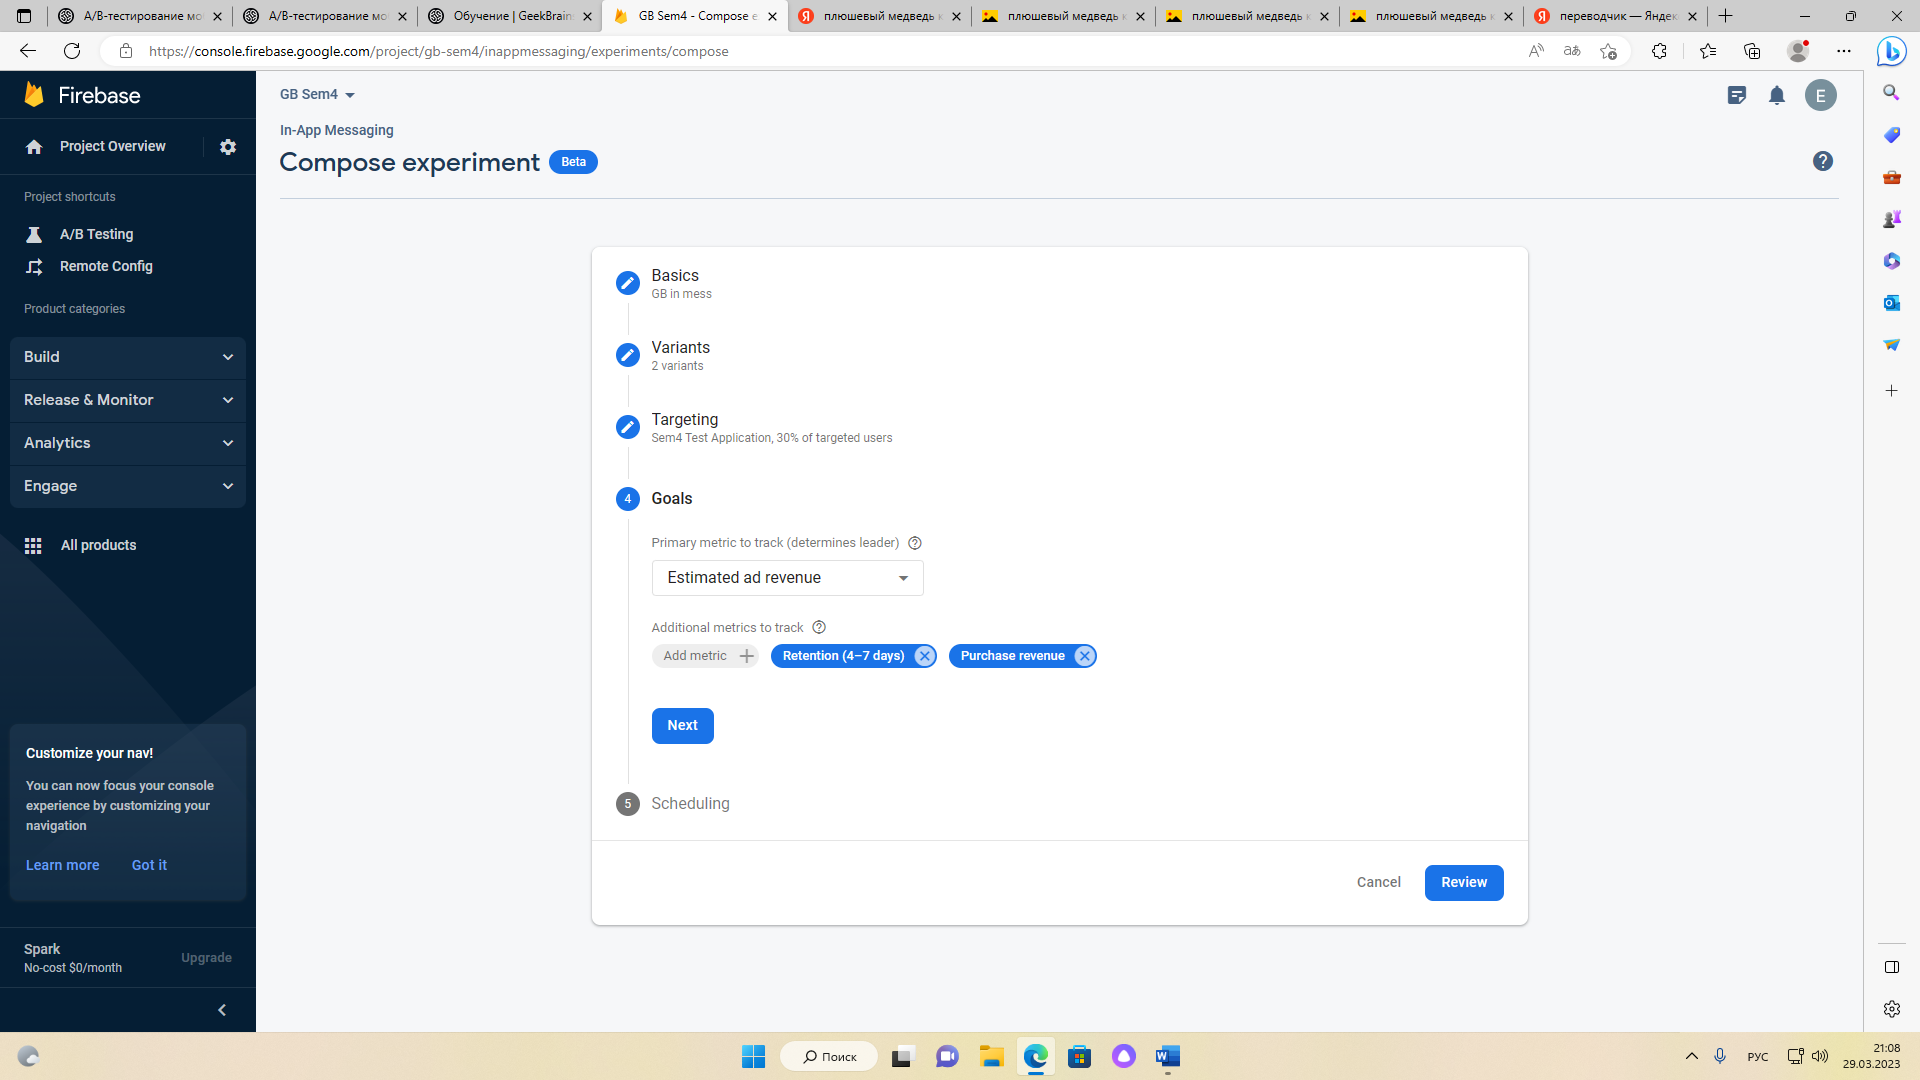 А/В-тестирование мо
А/В-тестирование мо
Обучение | GeekBrain
GB Sem4 - Compose e
плюшевый медведь к
плюшевый медведь к
плюшевый медведь к
плюшевый медведь к
переводчик — Яндек
https://console.firebase.google.com/project/gb-sem4/inappmessaging/experiments/compose
Firebase
Project Overview
Project shortcuts
A/B Testing
Remote Config
Product categories
Build
Release & Monitor
Analytics
Engage
All products
Customize your nav!
You can now focus your console
experience by customizing your
navigation
Learn more
Got it
Spark
No-cost $0/month
Upgrade
GB Sem4
E
In-App Messaging
Compose experiment
Beta
Basics
GB in mess
Variants
2 variants
Targeting
Sem4 Test Application, 30% of targeted users
4
Goals
Primary metric to track (determines leader)
Estimated ad revenue
Additional metrics to track
Add metric
Retention (4–7 days)
Purchase revenue
Next
5
Scheduling
Cancel
Review
Поиск
РУС
21:08
29.03.2023